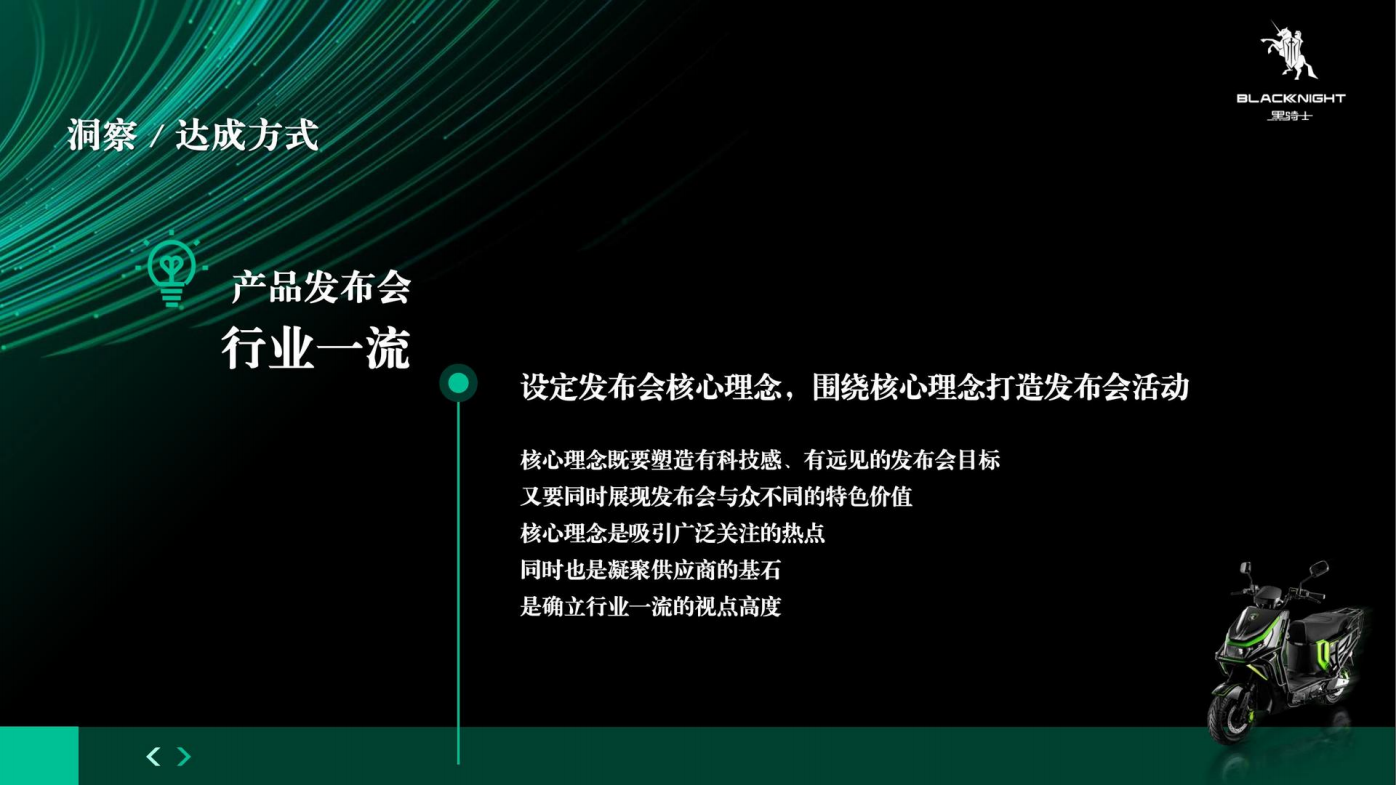 BLACKNIGHT
黑骑士
洞察 / 达成方式
产品发布会
行业一流
设定发布会核心理念，围绕核心理念打造发布会活动
核心理念既要塑造有科技感、有远见的发布会目标
又要同时展现发布会与众不同的特色价值
核心理念是吸引广泛关注的热点
同时也是凝聚供应商的基石
是确立行业一流的视点高度